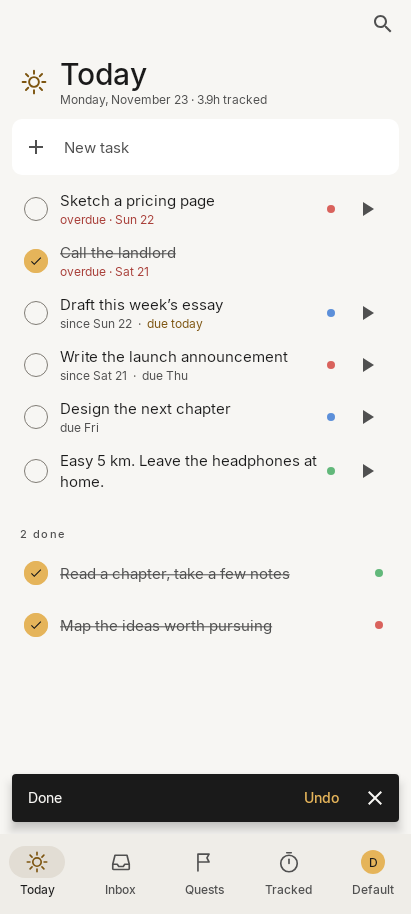 Today
Monday, November 23 · 3.9h tracked
New task
Sketch a pricing page
overdue · Sun 22
Call the landlord
overdue · Sat 21
Draft this week’s essay
since Sun 22 · due today
Write the launch announcement
since Sat 21 · due Thu
Design the next chapter
due Fri
Easy 5 km. Leave the headphones at
home.
2 done
Read a chapter, take a few notes
Map the ideas worth pursuing
Done Undo
D
Today Inbox Quests Tracked Default